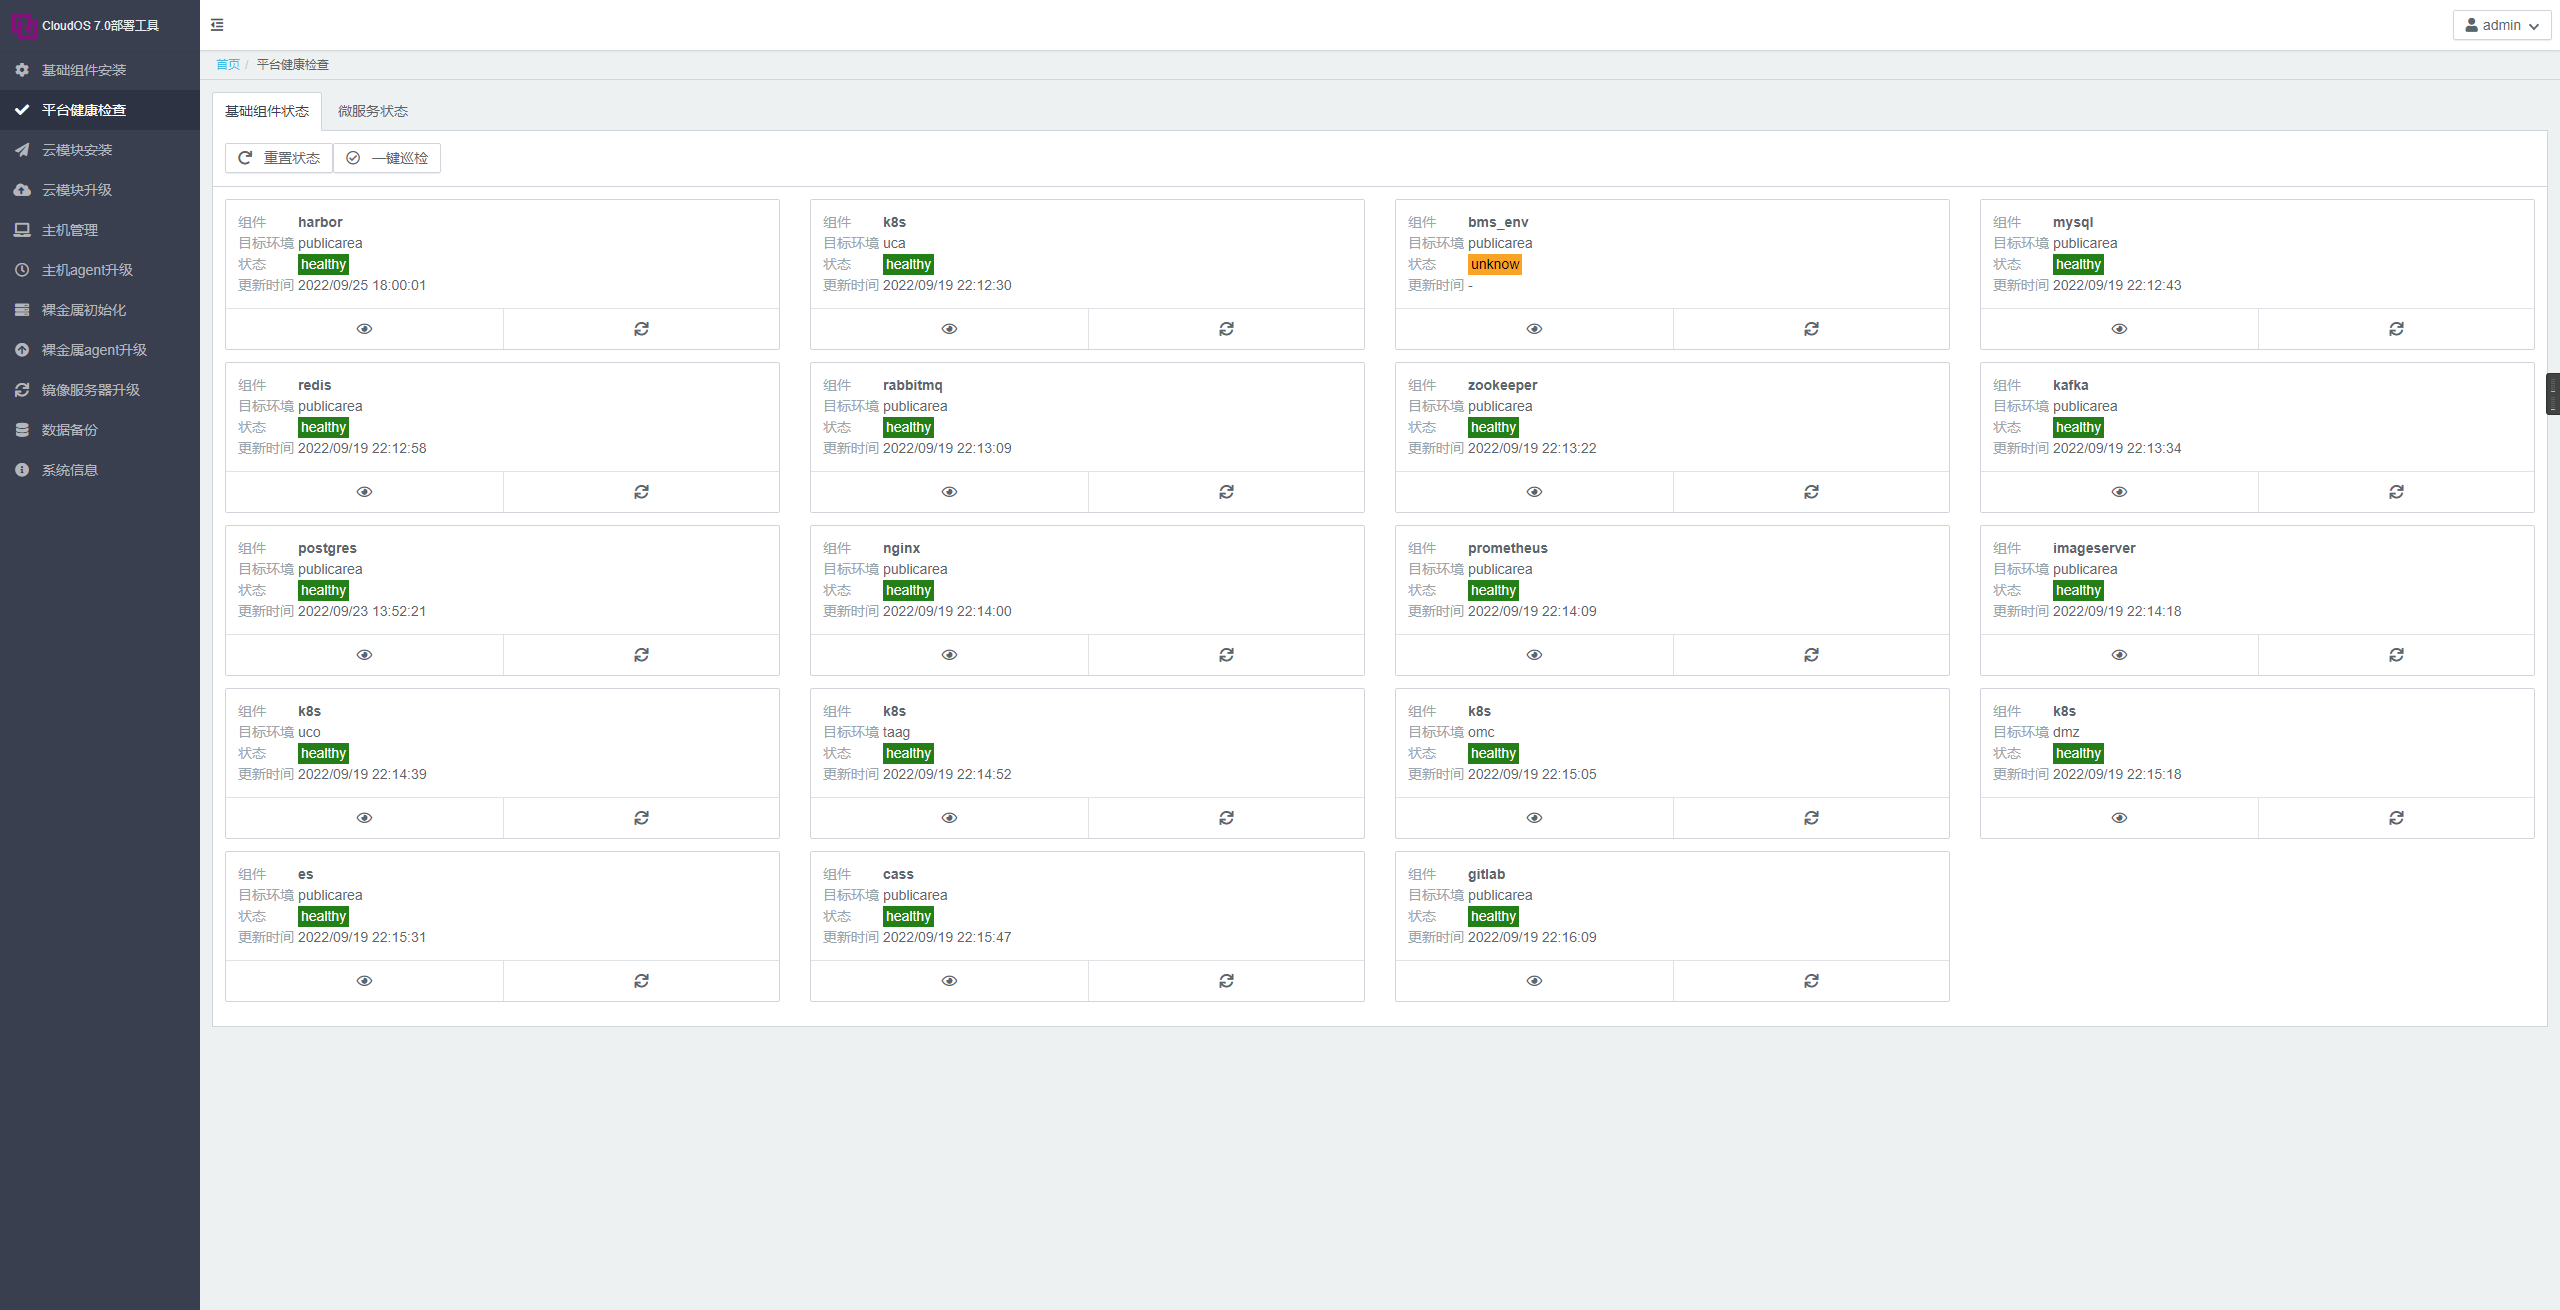 CloudOS 7.0部署工具
admin
基础组件安装
平台健康检查
云模块安装
云模块升级
主机管理
主机agent升级
裸金属初始化
裸金属agent升级
镜像服务器升级
数据备份
系统信息
首页 / 平台健康检查
基础组件状态 微服务状态
重置状态 一键巡检
组件 harbor
目标环境 publicarea
状态 healthy
更新时间 2022/09/25 18:00:01
组件 k8s
目标环境 uca
状态 healthy
更新时间 2022/09/19 22:12:30
组件 bms_env
目标环境 publicarea
状态 unknow
更新时间 -
组件 mysql
目标环境 publicarea
状态 healthy
更新时间 2022/09/19 22:12:43
组件 redis
目标环境 publicarea
状态 healthy
更新时间 2022/09/19 22:12:58
组件 rabbitmq
目标环境 publicarea
状态 healthy
更新时间 2022/09/19 22:13:09
组件 zookeeper
目标环境 publicarea
状态 healthy
更新时间 2022/09/19 22:13:22
组件 kafka
目标环境 publicarea
状态 healthy
更新时间 2022/09/19 22:13:34
组件 postgres
目标环境 publicarea
状态 healthy
更新时间 2022/09/23 13:52:21
组件 nginx
目标环境 publicarea
状态 healthy
更新时间 2022/09/19 22:14:00
组件 prometheus
目标环境 publicarea
状态 healthy
更新时间 2022/09/19 22:14:09
组件 imageserver
目标环境 publicarea
状态 healthy
更新时间 2022/09/19 22:14:18
组件 k8s
目标环境 uco
状态 healthy
更新时间 2022/09/19 22:14:39
组件 k8s
目标环境 taag
状态 healthy
更新时间 2022/09/19 22:14:52
组件 k8s
目标环境 omc
状态 healthy
更新时间 2022/09/19 22:15:05
组件 k8s
目标环境 dmz
状态 healthy
更新时间 2022/09/19 22:15:18
组件 es
目标环境 publicarea
状态 healthy
更新时间 2022/09/19 22:15:31
组件 cass
目标环境 publicarea
状态 healthy
更新时间 2022/09/19 22:15:47
组件 gitlab
目标环境 publicarea
状态 healthy
更新时间 2022/09/19 22:16:09